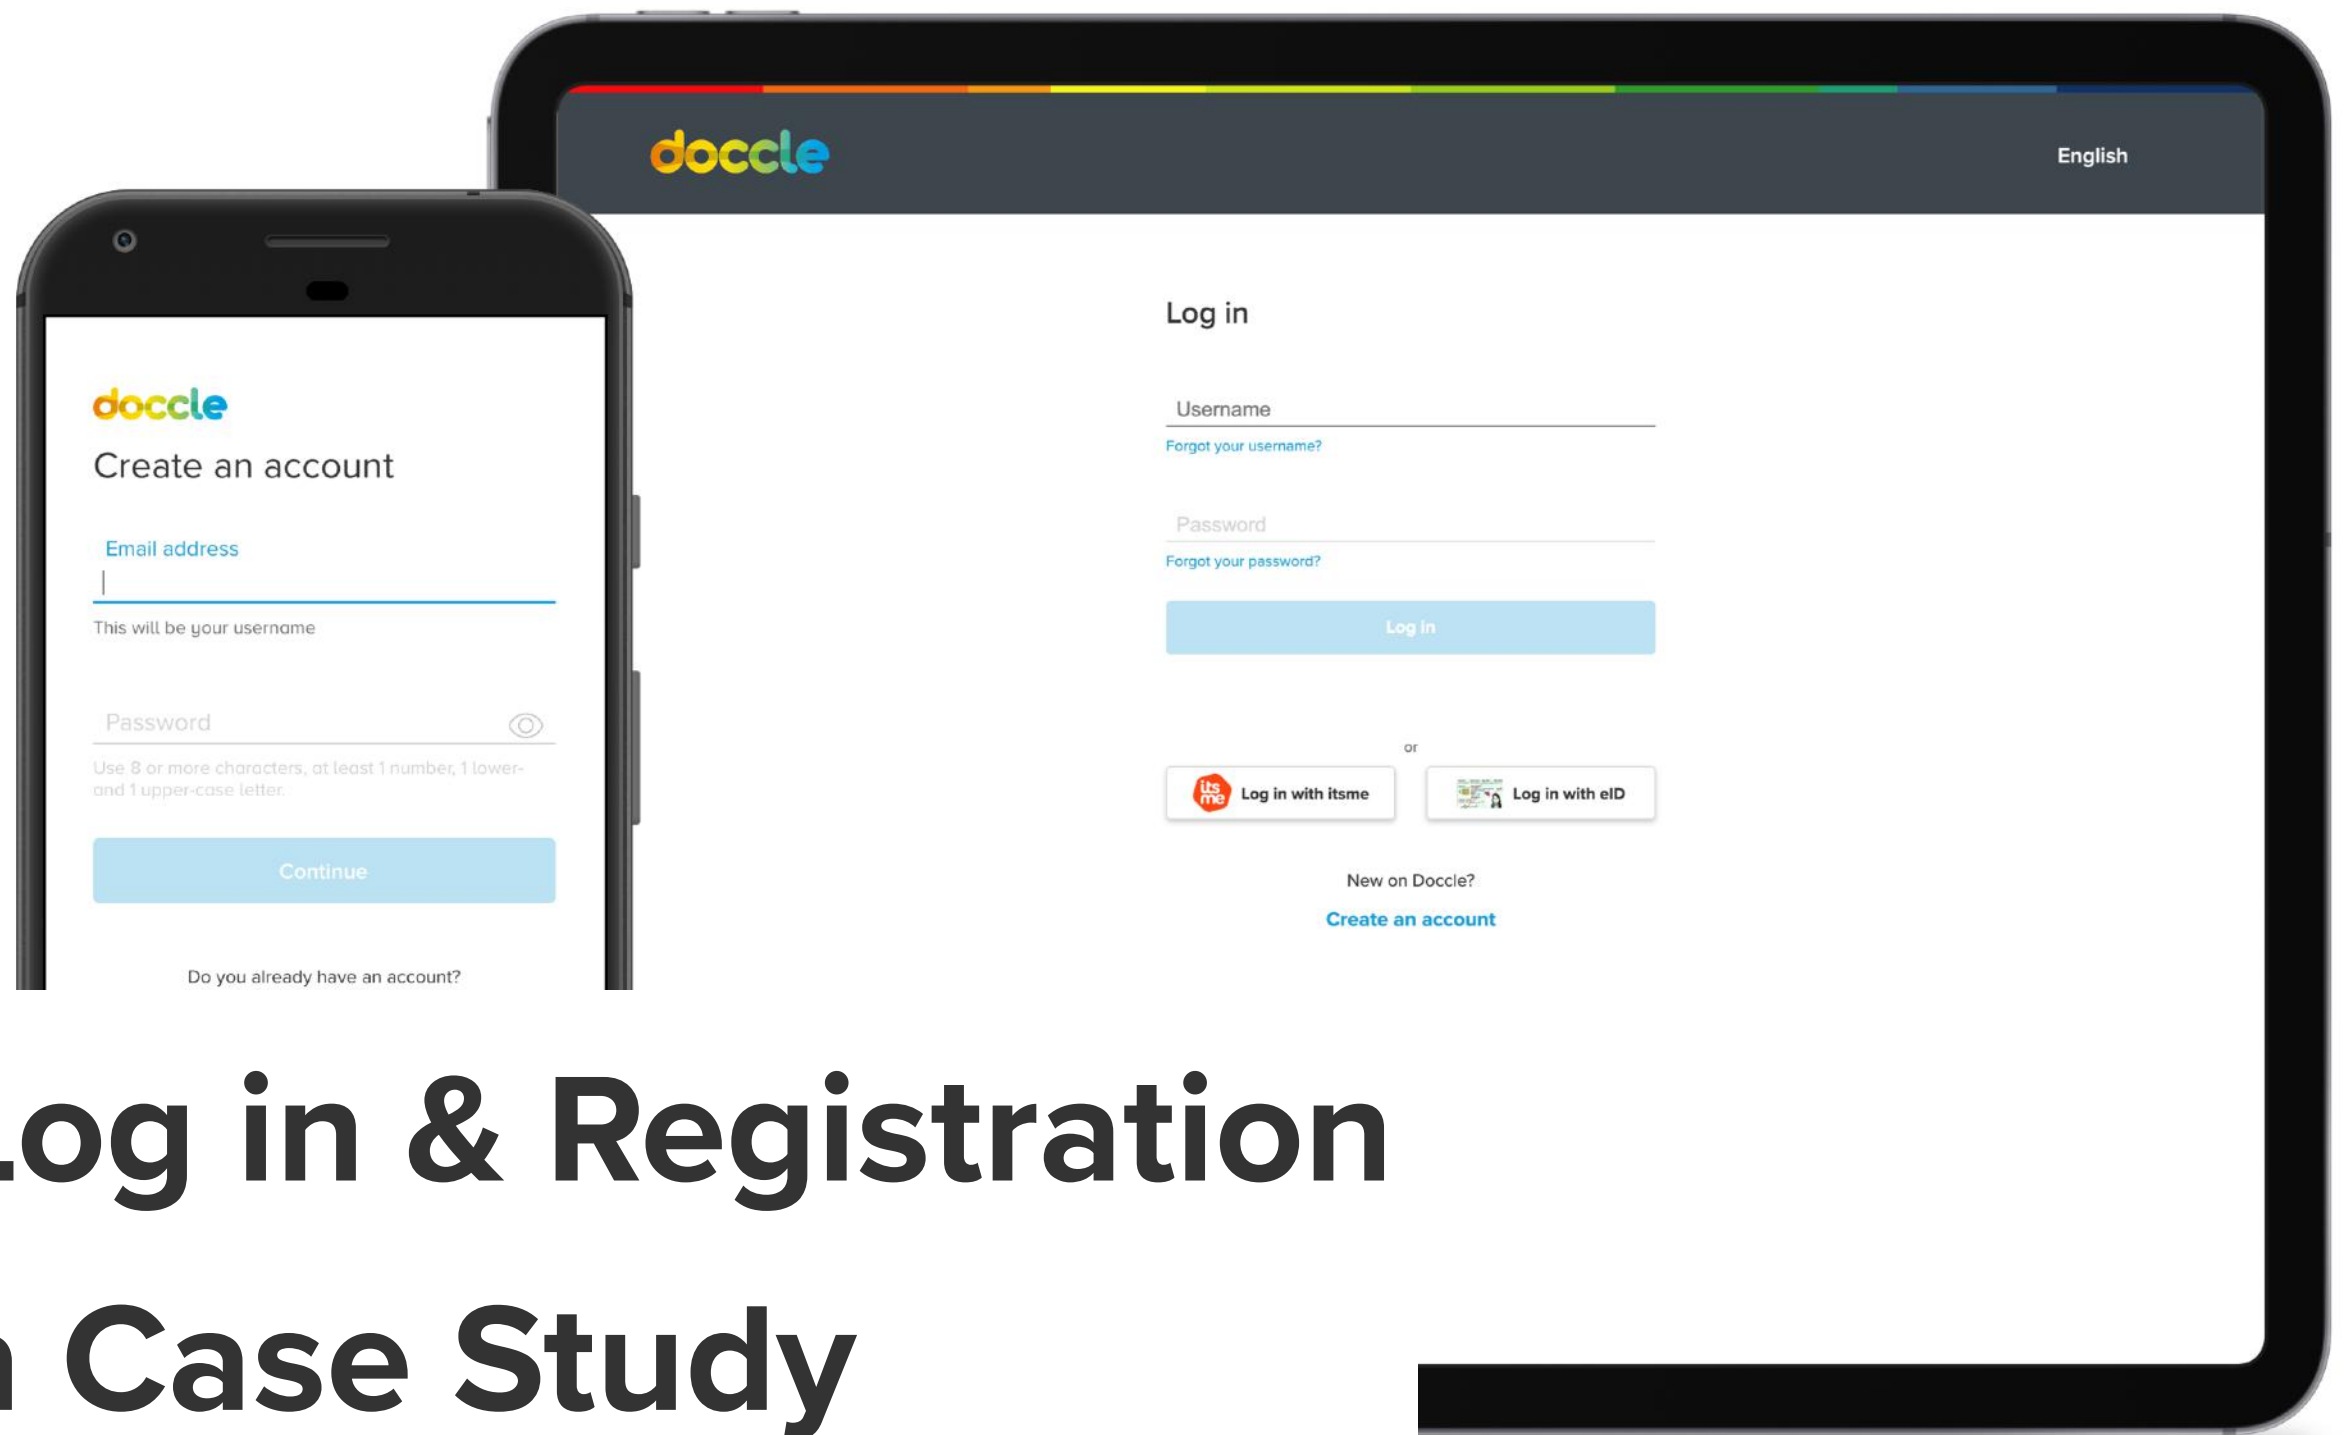 doccle
English
Log in
Username
Forgot your username?
Password
Forgot your password?
Log in
or
its me
Log in with itsme
Log in with eID
New on Doccle?
Create an account
doccle
Create an account
Email address
This will be your username
Password
Use 8 or more characters, at least 1 number, 1 lower-
and 1 upper-case letter.
Continue
Do you already have an account?
Log in & Registration
Case Study